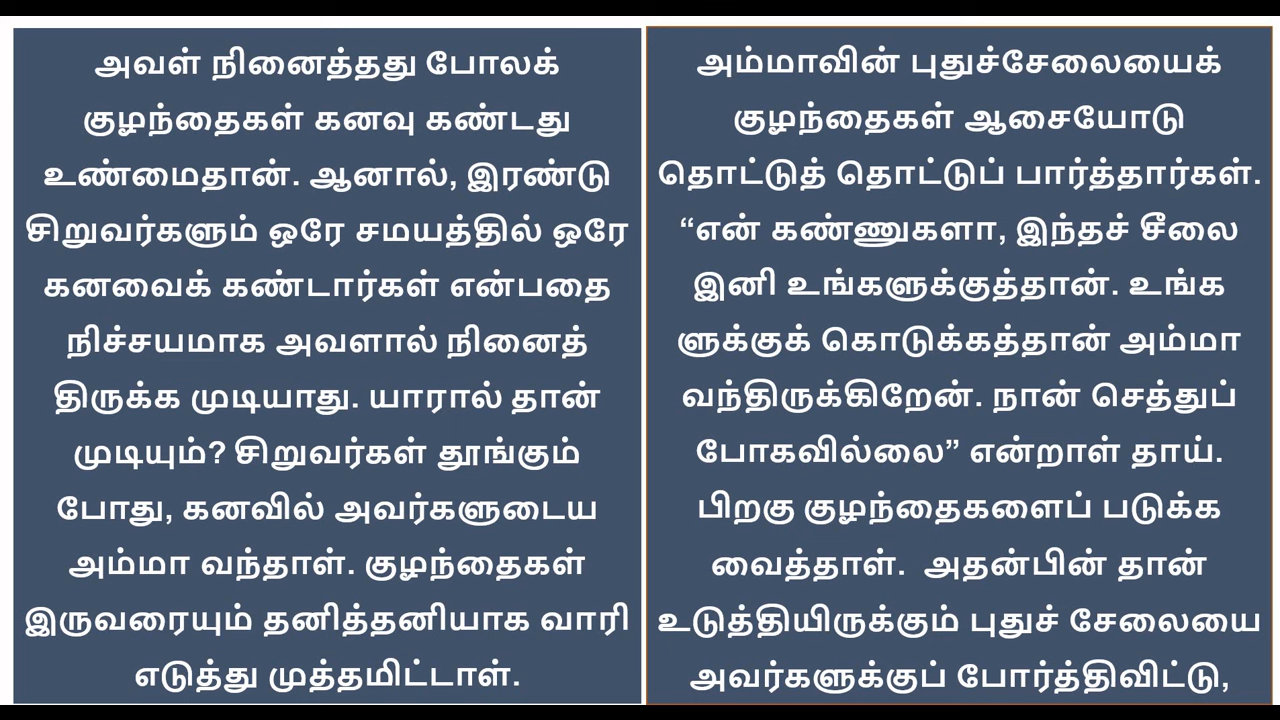 அவள் நினைத்தது போலக்
குழந்தைகள் கனவு கண்டது
உண்மைதான். ஆனால், இரண்டு
சிறுவர்களும் ஒரே சமயத்தில் ஒரே
கனவைக் கண்டார்கள் என்பதை
நிச்சயமாக அவளால் நினைத்
திருக்க முடியாது. யாரால் தான்
முடியும்? சிறுவர்கள் தூங்கும்
போது, கனவில் அவர்களுடைய
அம்மா வந்தாள். குழந்தைகள்
இருவரையும் தனித்தனியாக வாரி
எடுத்து முத்தமிட்டாள்.
அம்மாவின் புதுச்சேலையைக்
குழந்தைகள் ஆசையோடு
தொட்டுத் தொட்டுப் பார்த்தார்கள்.
“என் கண்ணுகளா, இந்தச் சீலை
இனி உங்களுக்குத்தான். உங்க
ளுக்குக் கொடுக்கத்தான் அம்மா
வந்திருக்கிறேன். நான் செத்துப்
போகவில்லை” என்றாள் தாய்.
பிறகு குழந்தைகளைப் படுக்க
வைத்தாள். அதன்பின் தான்
உடுத்தியிருக்கும் புதுச் சேலையை
அவர்களுக்குப் போர்த்திவிட்டு,